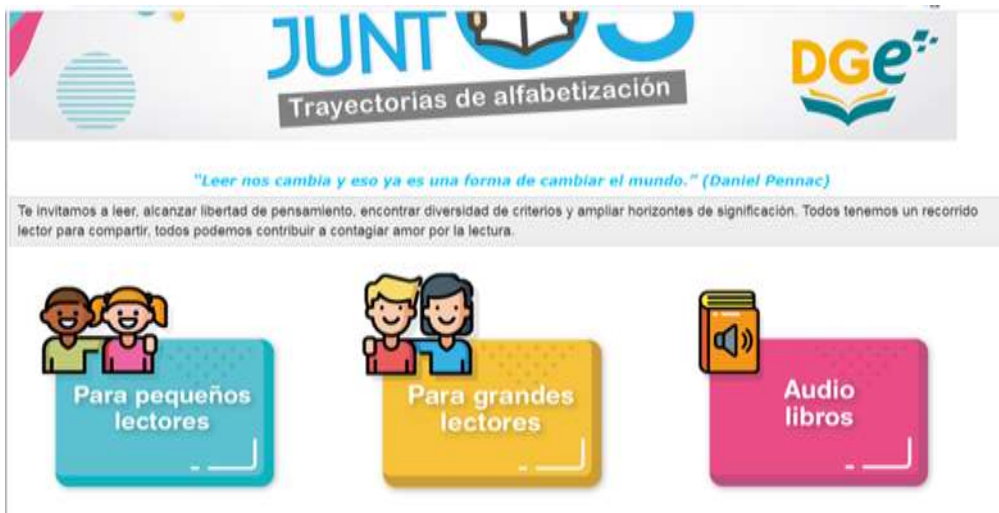 JUNTOS
Trayectorias de alfabetización
DGe
"Leer nos cambia y eso ya es una forma de cambiar el mundo." (Daniel Pennac)
Te invitamos a leer, alcanzar libertad de pensamiento, encontrar diversidad de criterios y ampliar horizontes de significación. Todos tenemos un recorrido
lector para compartir, todos podemos contribuir a contagiar amor por la lectura.
Para pequeños
lectores
Para grandes
lectores
Audio
libros